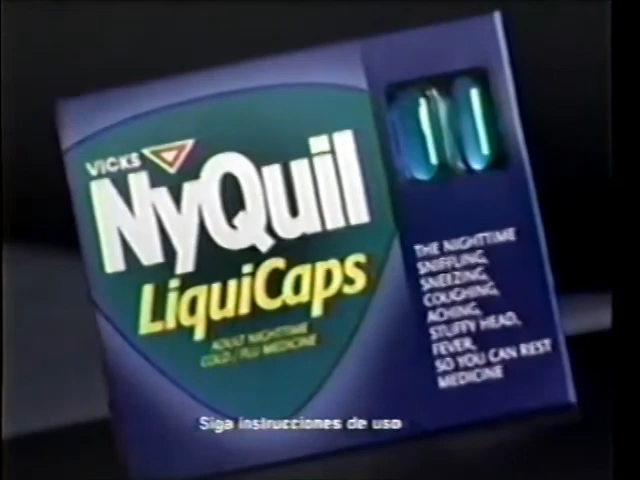 VICKS
NyQuil
LiquiCaps
ADULT NIGHTTIME
COLD/FLU MEDICINE
THE NIGHTTIME
SNIFFLING,
SNEEZING,
COUGHING,
ACHING,
STUFFY HEAD,
FEVER,
SO YOU CAN REST
MEDICINE
Siga instrucciones de uso